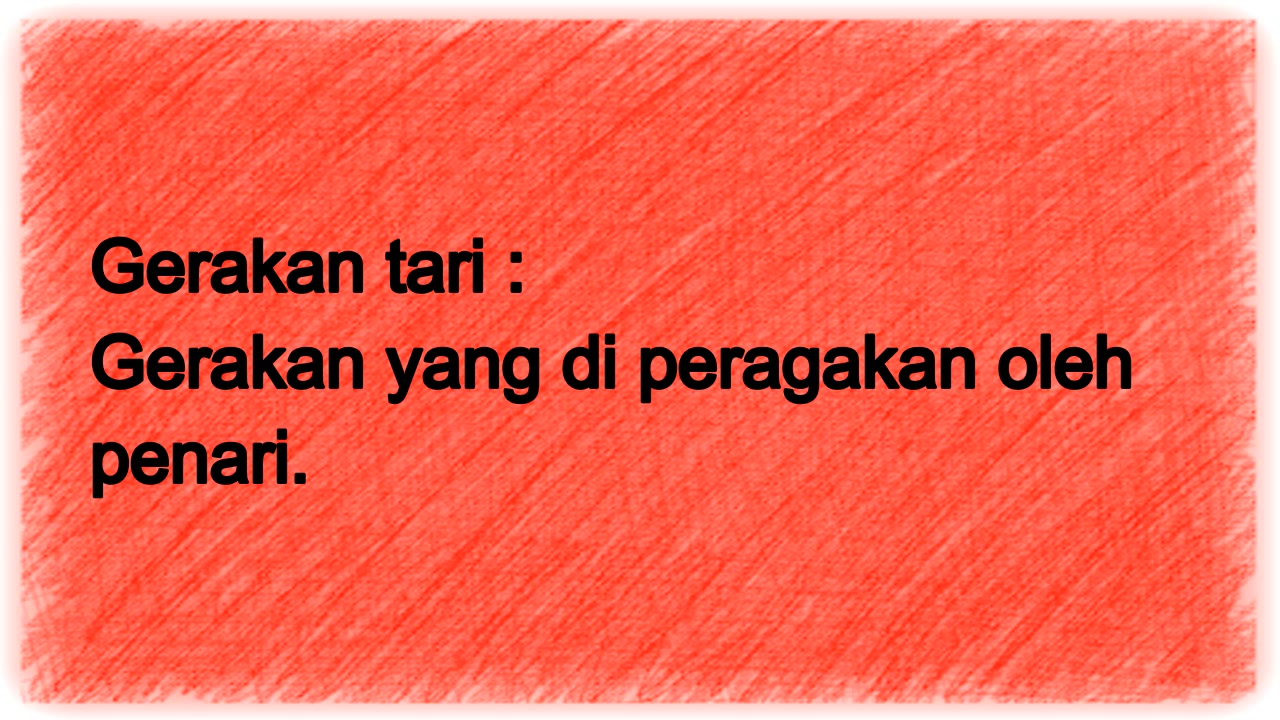 Gerakan tari :
Gerakan yang di peragakan oleh
penari.